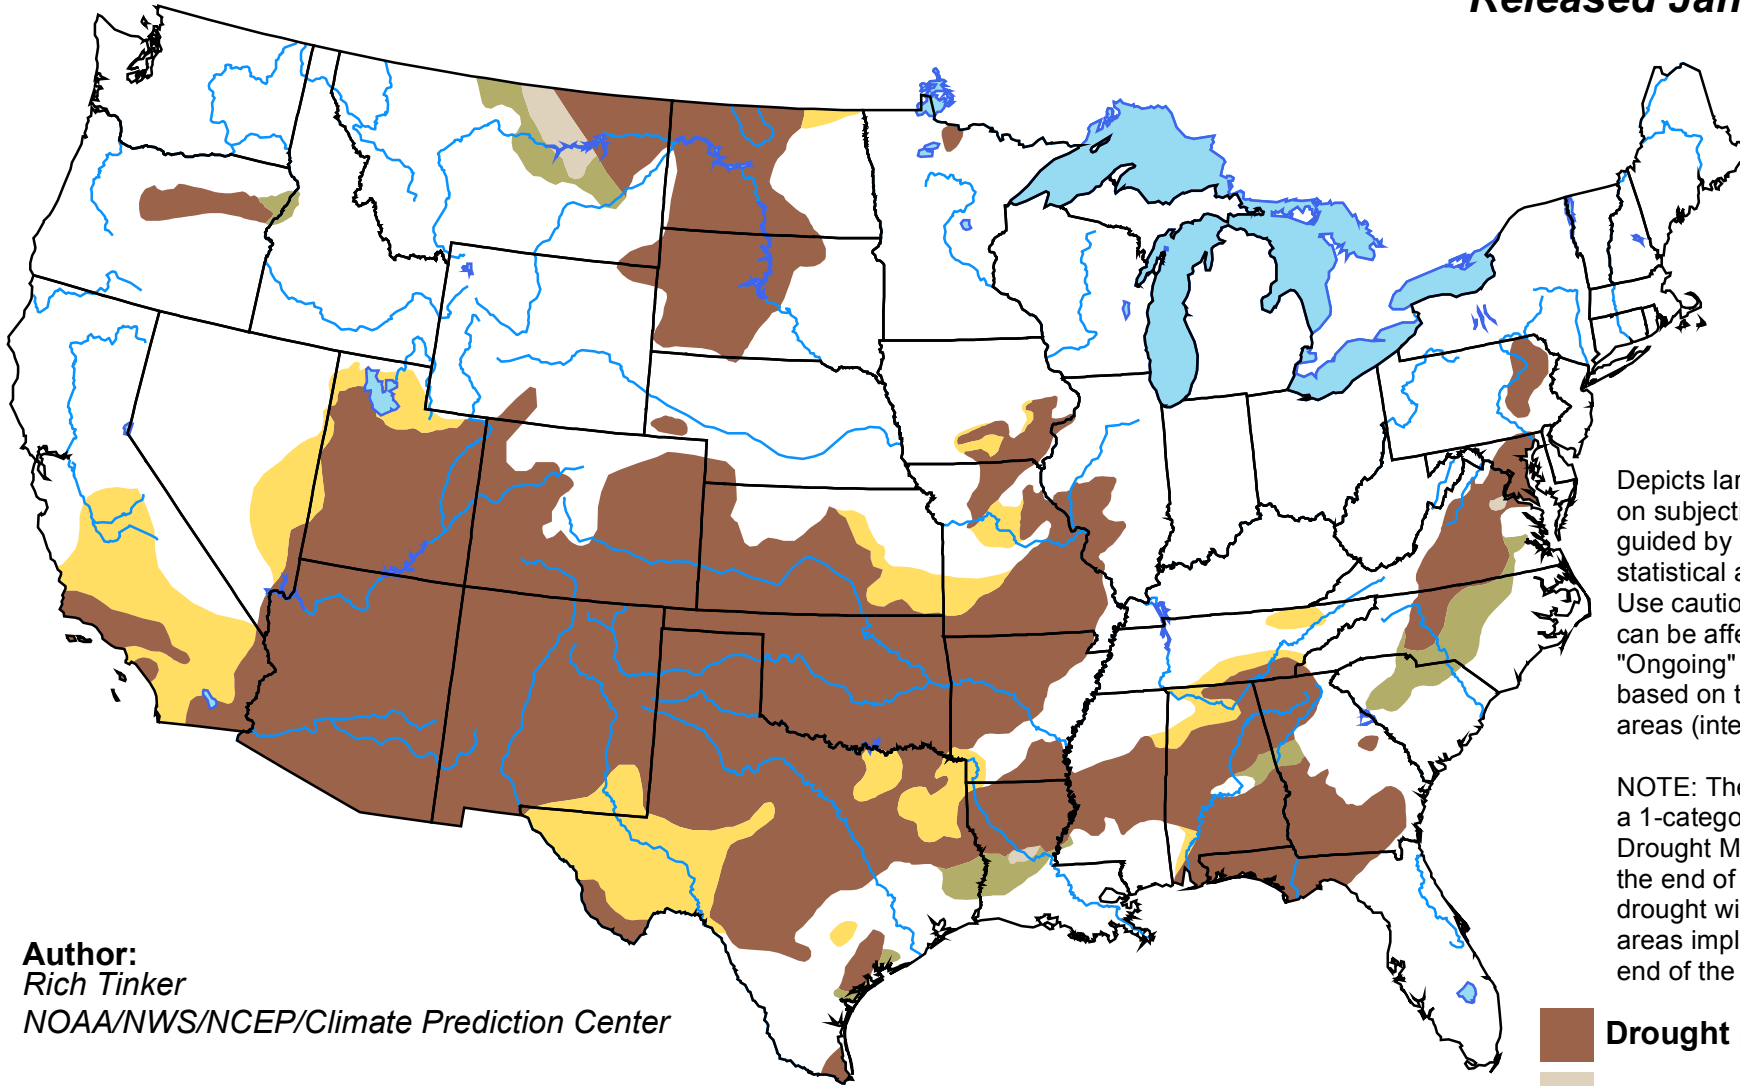 Released Jan
Depicts lar
on subjecti
guided by
statistical a
Use cautio
can be affe
"Ongoing"
based on t
areas (inte
NOTE: The
a 1-catego
Drought M
the end of
drought wi
areas impl
end of the
Author:
Rich Tinker
NOAA/NWS/NCEP/Climate Prediction Center
Drought